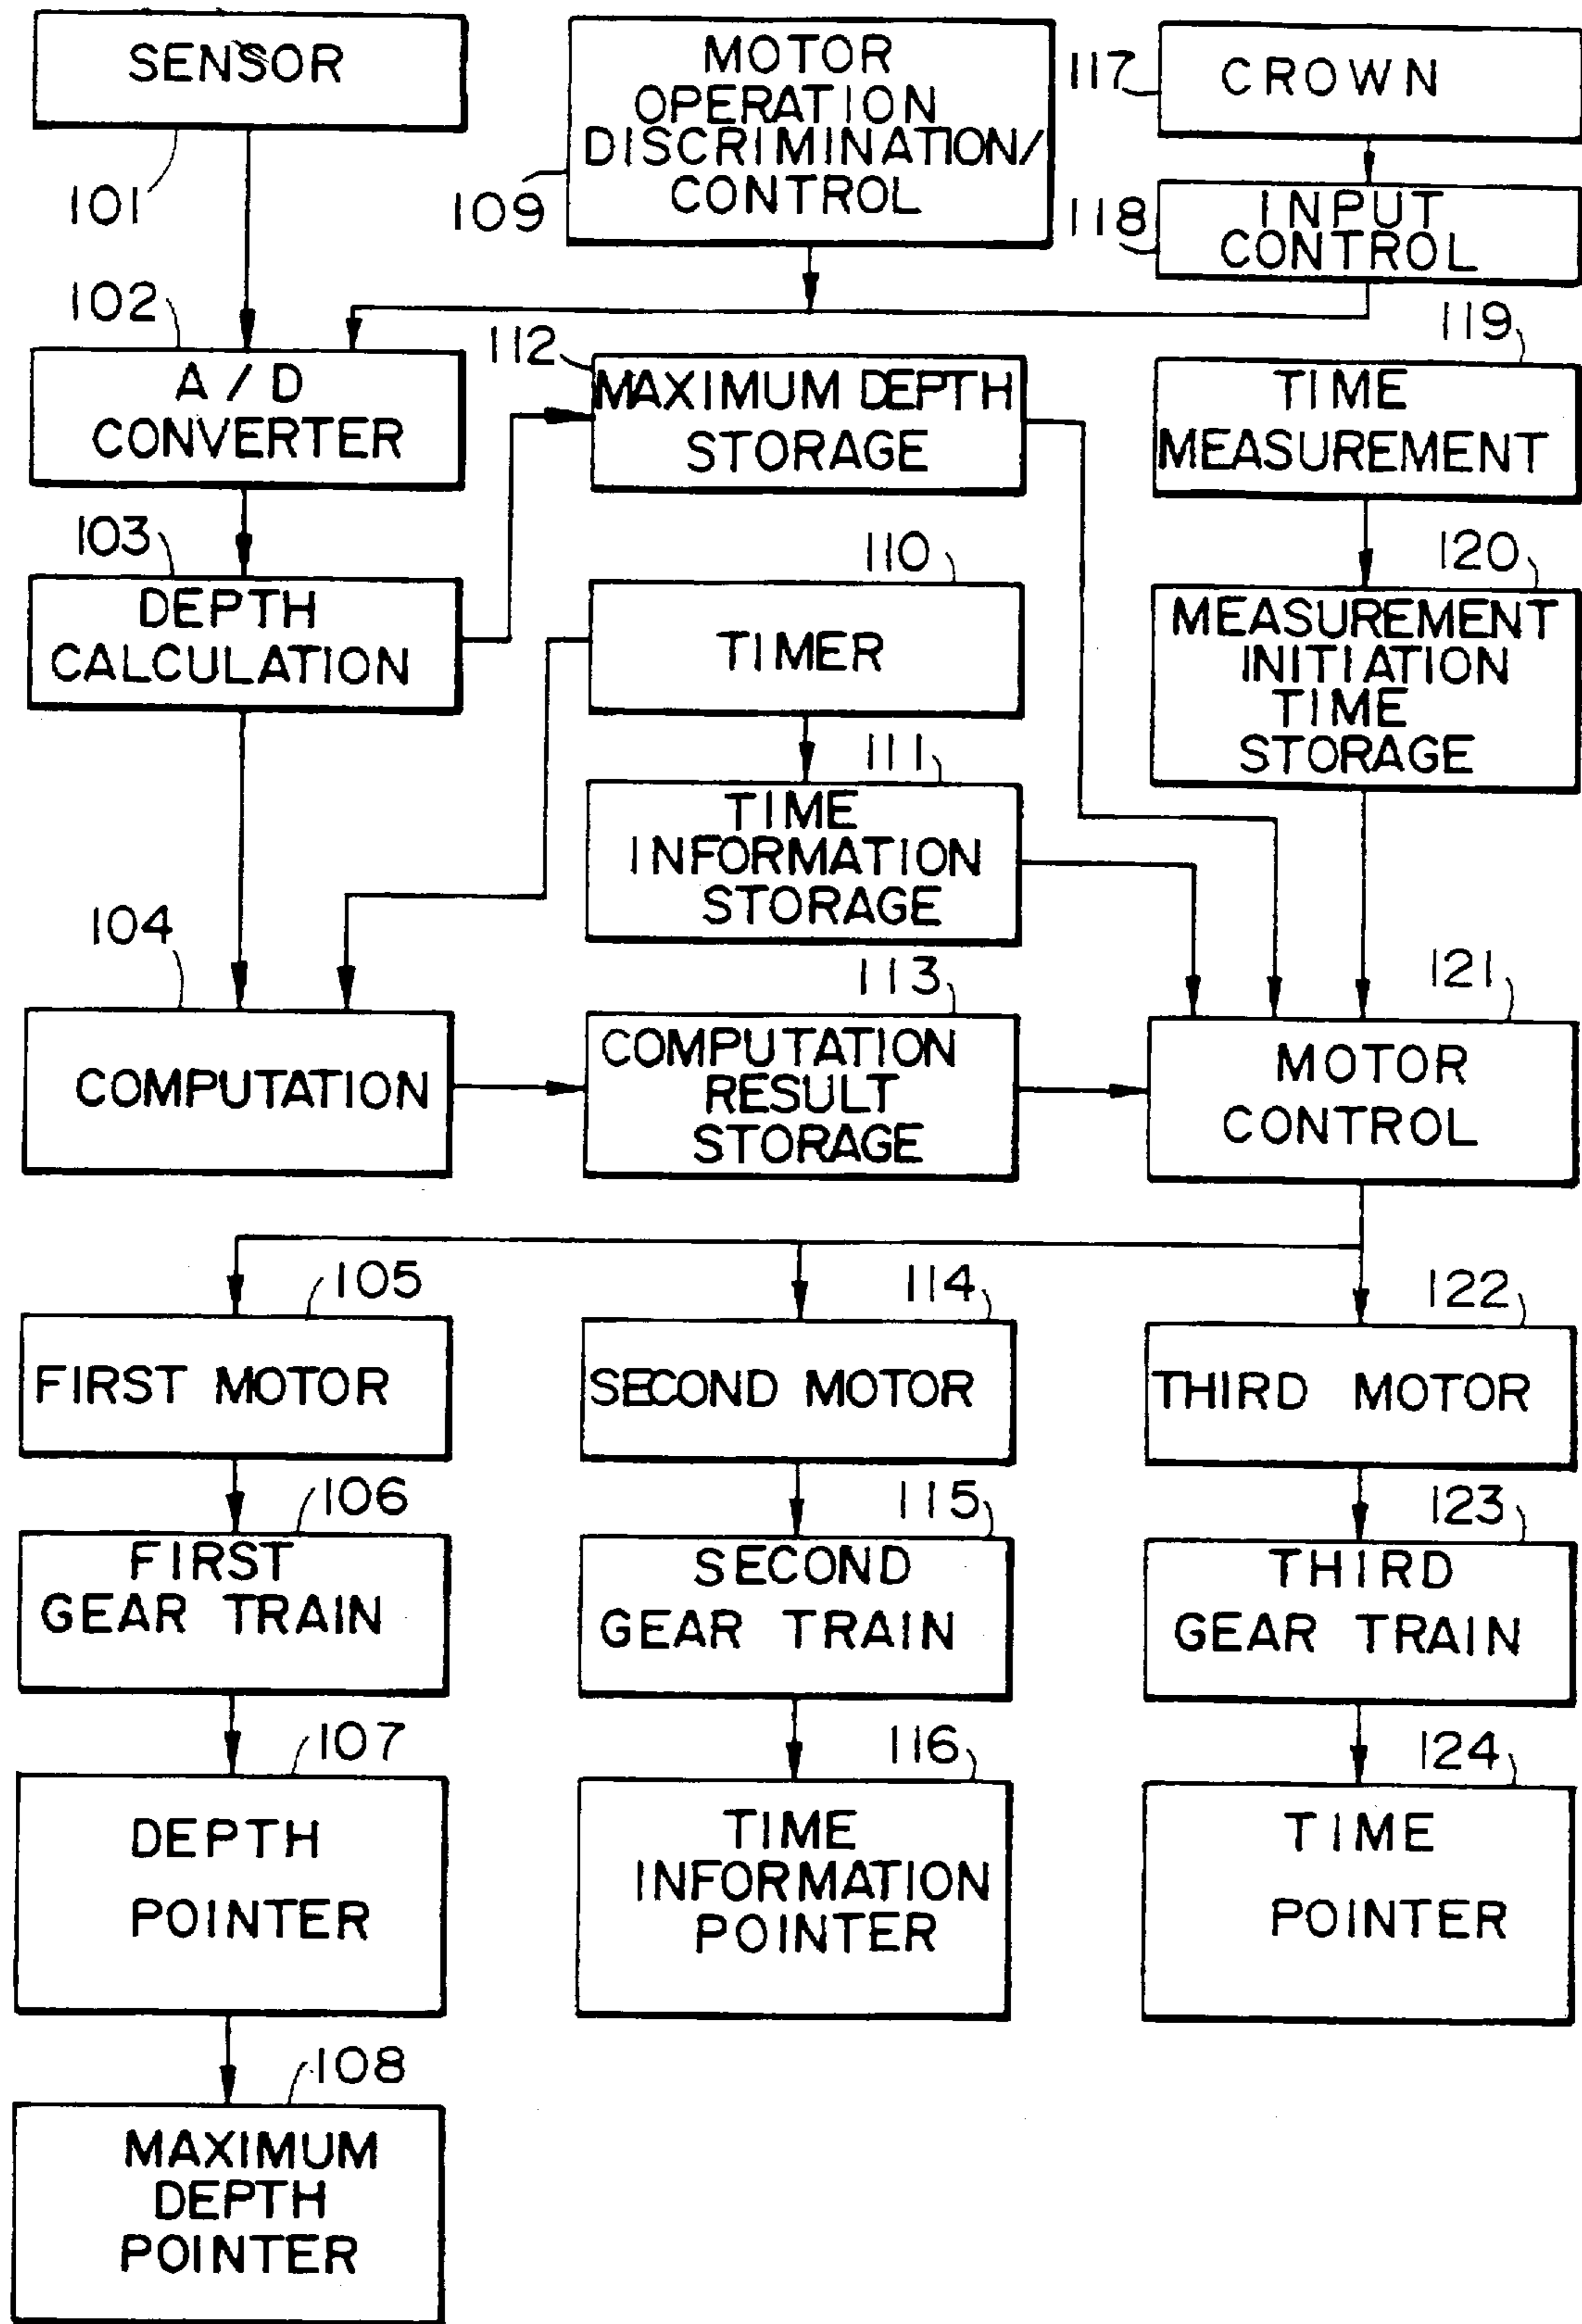 SENSOR
101
MOTOR
OPERATION
DISCRIMINATION/
CONTROL
109
117
CROWN
118
INPUT
CONTROL
102
A / D
CONVERTER
112
MAXIMUM DEPTH
STORAGE
119
TIME
MEASUREMENT
103
DEPTH
CALCULATION
110
TIMER
120
MEASUREMENT
INITIATION
TIME
STORAGE
111
TIME
INFORMATION
STORAGE
104
COMPUTATION
113
COMPUTATION
RESULT
STORAGE
121
MOTOR
CONTROL
105
FIRST MOTOR
114
SECOND MOTOR
122
THIRD MOTOR
106
FIRST
GEAR TRAIN
115
SECOND
GEAR TRAIN
123
THIRD
GEAR TRAIN
107
DEPTH
POINTER
116
TIME
INFORMATION
POINTER
124
TIME
POINTER
108
MAXIMUM
DEPTH
POINTER